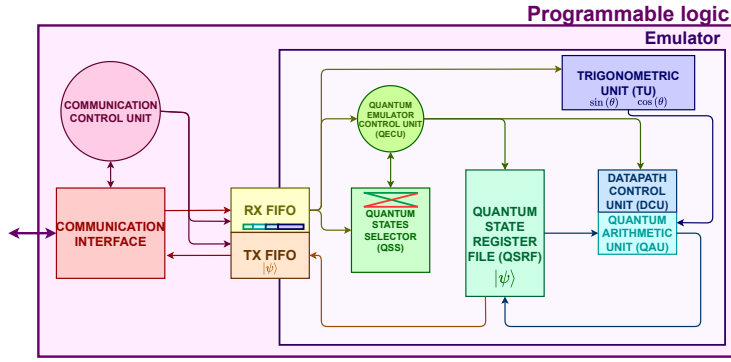 Programmable logic
Emulator
COMMUNICATION
CONTROL UNIT
COMMUNICATION
INTERFACE
RX FIFO
TX FIFO
|ψ⟩
QUANTUM
EMULATOR
CONTROL UNIT
(QECU)
QUANTUM
STATES
SELECTOR
(QSS)
QUANTUM
STATE
REGISTER
FILE (QSRF)
|ψ⟩
TRIGONOMETRIC
UNIT (TU)
sin (θ) cos (θ)
DATAPATH
CONTROL
UNIT (DCU)
QUANTUM
ARITHMETIC
UNIT (QAU)